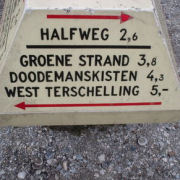 HALFWEG 2,6
GROENE STRAND 3,8
DOODEMANSKISTEN 4,3
WEST TERSCHELLING 5,-